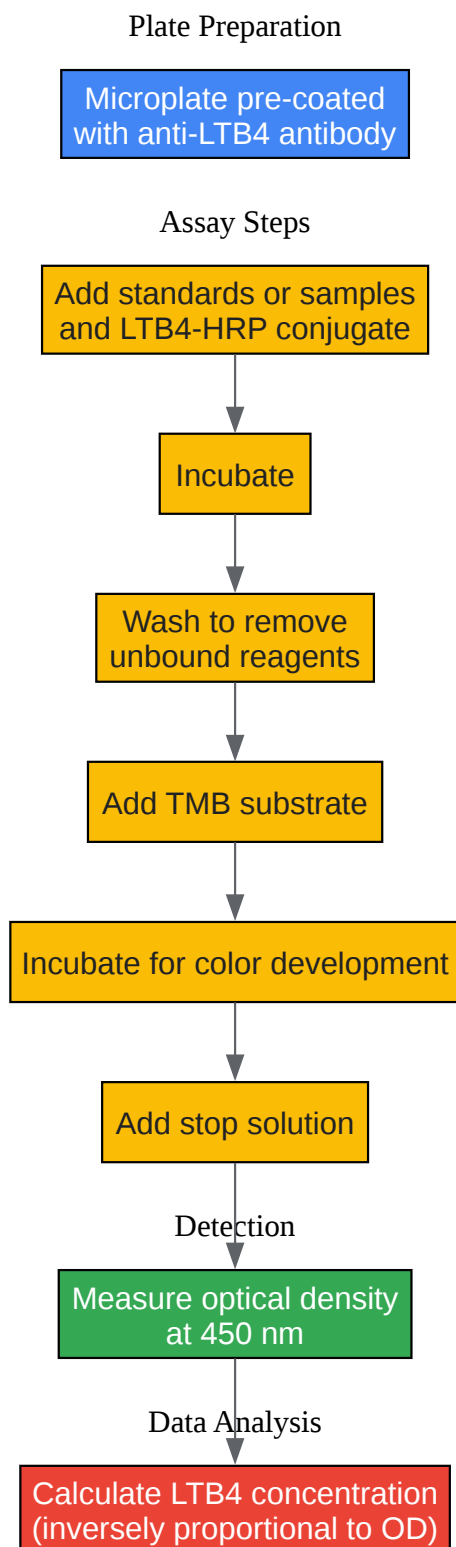 Plate Preparation
Microplate pre-coated
with anti-LTB4 antibody
Assay Steps
Add standards or samples
and LTB4-HRP conjugate
Incubate
Wash to remove
unbound reagents
Add TMB substrate
Incubate for color development
Add stop solution
Detection
Measure optical density
at 450 nm
Data Analysis
Calculate LTB4 concentration
(inversely proportional to OD)